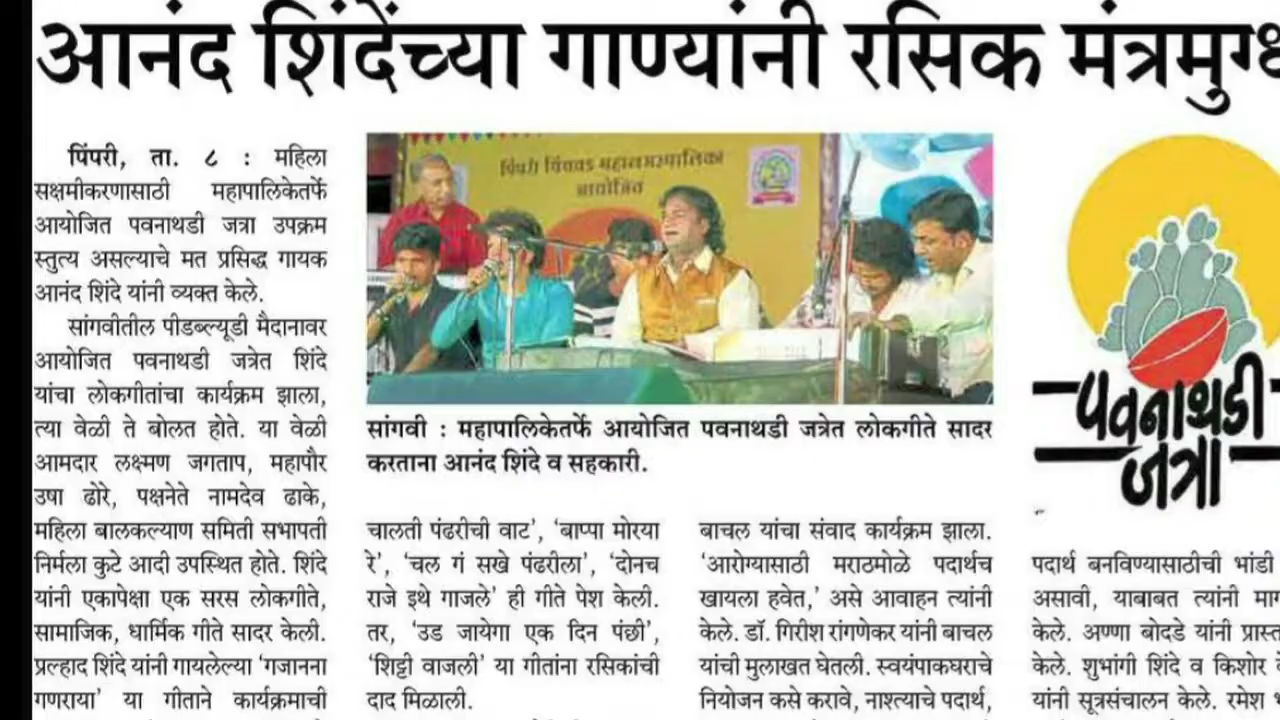 आनंद शिंदेंच्या गाण्यांनी रसिक मंत्रमुग्ध
पिंपरी, ता. ८ : महिला
सक्षमीकरणासाठी महापालिकेतर्फे
आयोजित पवनाथडी जत्रा उपक्रम
स्तुत्य असल्याचे मत प्रसिद्ध गायक
आनंद शिंदे यांनी व्यक्त केले.
सांगवीतील पीडब्ल्यूडी मैदानावर
आयोजित पवनाथडी जत्रेत शिंदे
यांचा लोकगीतांचा कार्यक्रम झाला,
त्या वेळी ते बोलत होते. या वेळी
आमदार लक्ष्मण जगताप, महापौर
उषा ढोरे, पक्षनेते नामदेव ढाके,
महिला बालकल्याण समिती सभापती
निर्मला कुटे आदी उपस्थित होते. शिंदे
यांनी एकापेक्षा एक सरस लोकगीते,
सामाजिक, धार्मिक गीते सादर केली.
प्रल्हाद शिंदे यांनी गायलेल्या ‘गजानना
गणराया’ या गीताने कार्यक्रमाची
पिंपरी चिंचवड महानगरपालिका
आयोजित
सांगवी : महापालिकेतर्फे आयोजित पवनाथडी जत्रेत लोकगीते सादर
करताना आनंद शिंदे व सहकारी.
चालती पंढरीची वाट’, ‘बाप्पा मोरया
रे’, ‘चल गं सखे पंढरीला’, ‘दोनच
राजे इथे गाजले’ ही गीते पेश केली.
तर, ‘उड जायेगा एक दिन पंछी’,
‘शिट्टी वाजली’ या गीतांना रसिकांची
दाद मिळाली.
बाचल यांचा संवाद कार्यक्रम झाला.
‘आरोग्यासाठी मराठमोळे पदार्थच
खायला हवेत,’ असे आवाहन त्यांनी
केले. डॉ. गिरीश रांगणेकर यांनी बाचल
यांची मुलाखत घेतली. स्वयंपाकघराचे
नियोजन कसे करावे, नाश्त्याचे पदार्थ,
पवनाथडी
जत्रा
पदार्थ बनविण्यासाठीची भांडी
असावी, याबाबत त्यांनी
केले. अण्णा बोदडे यांनी
केले. शुभांगी शिंदे व किशोर
यांनी सूत्रसंचालन केले. रमेश